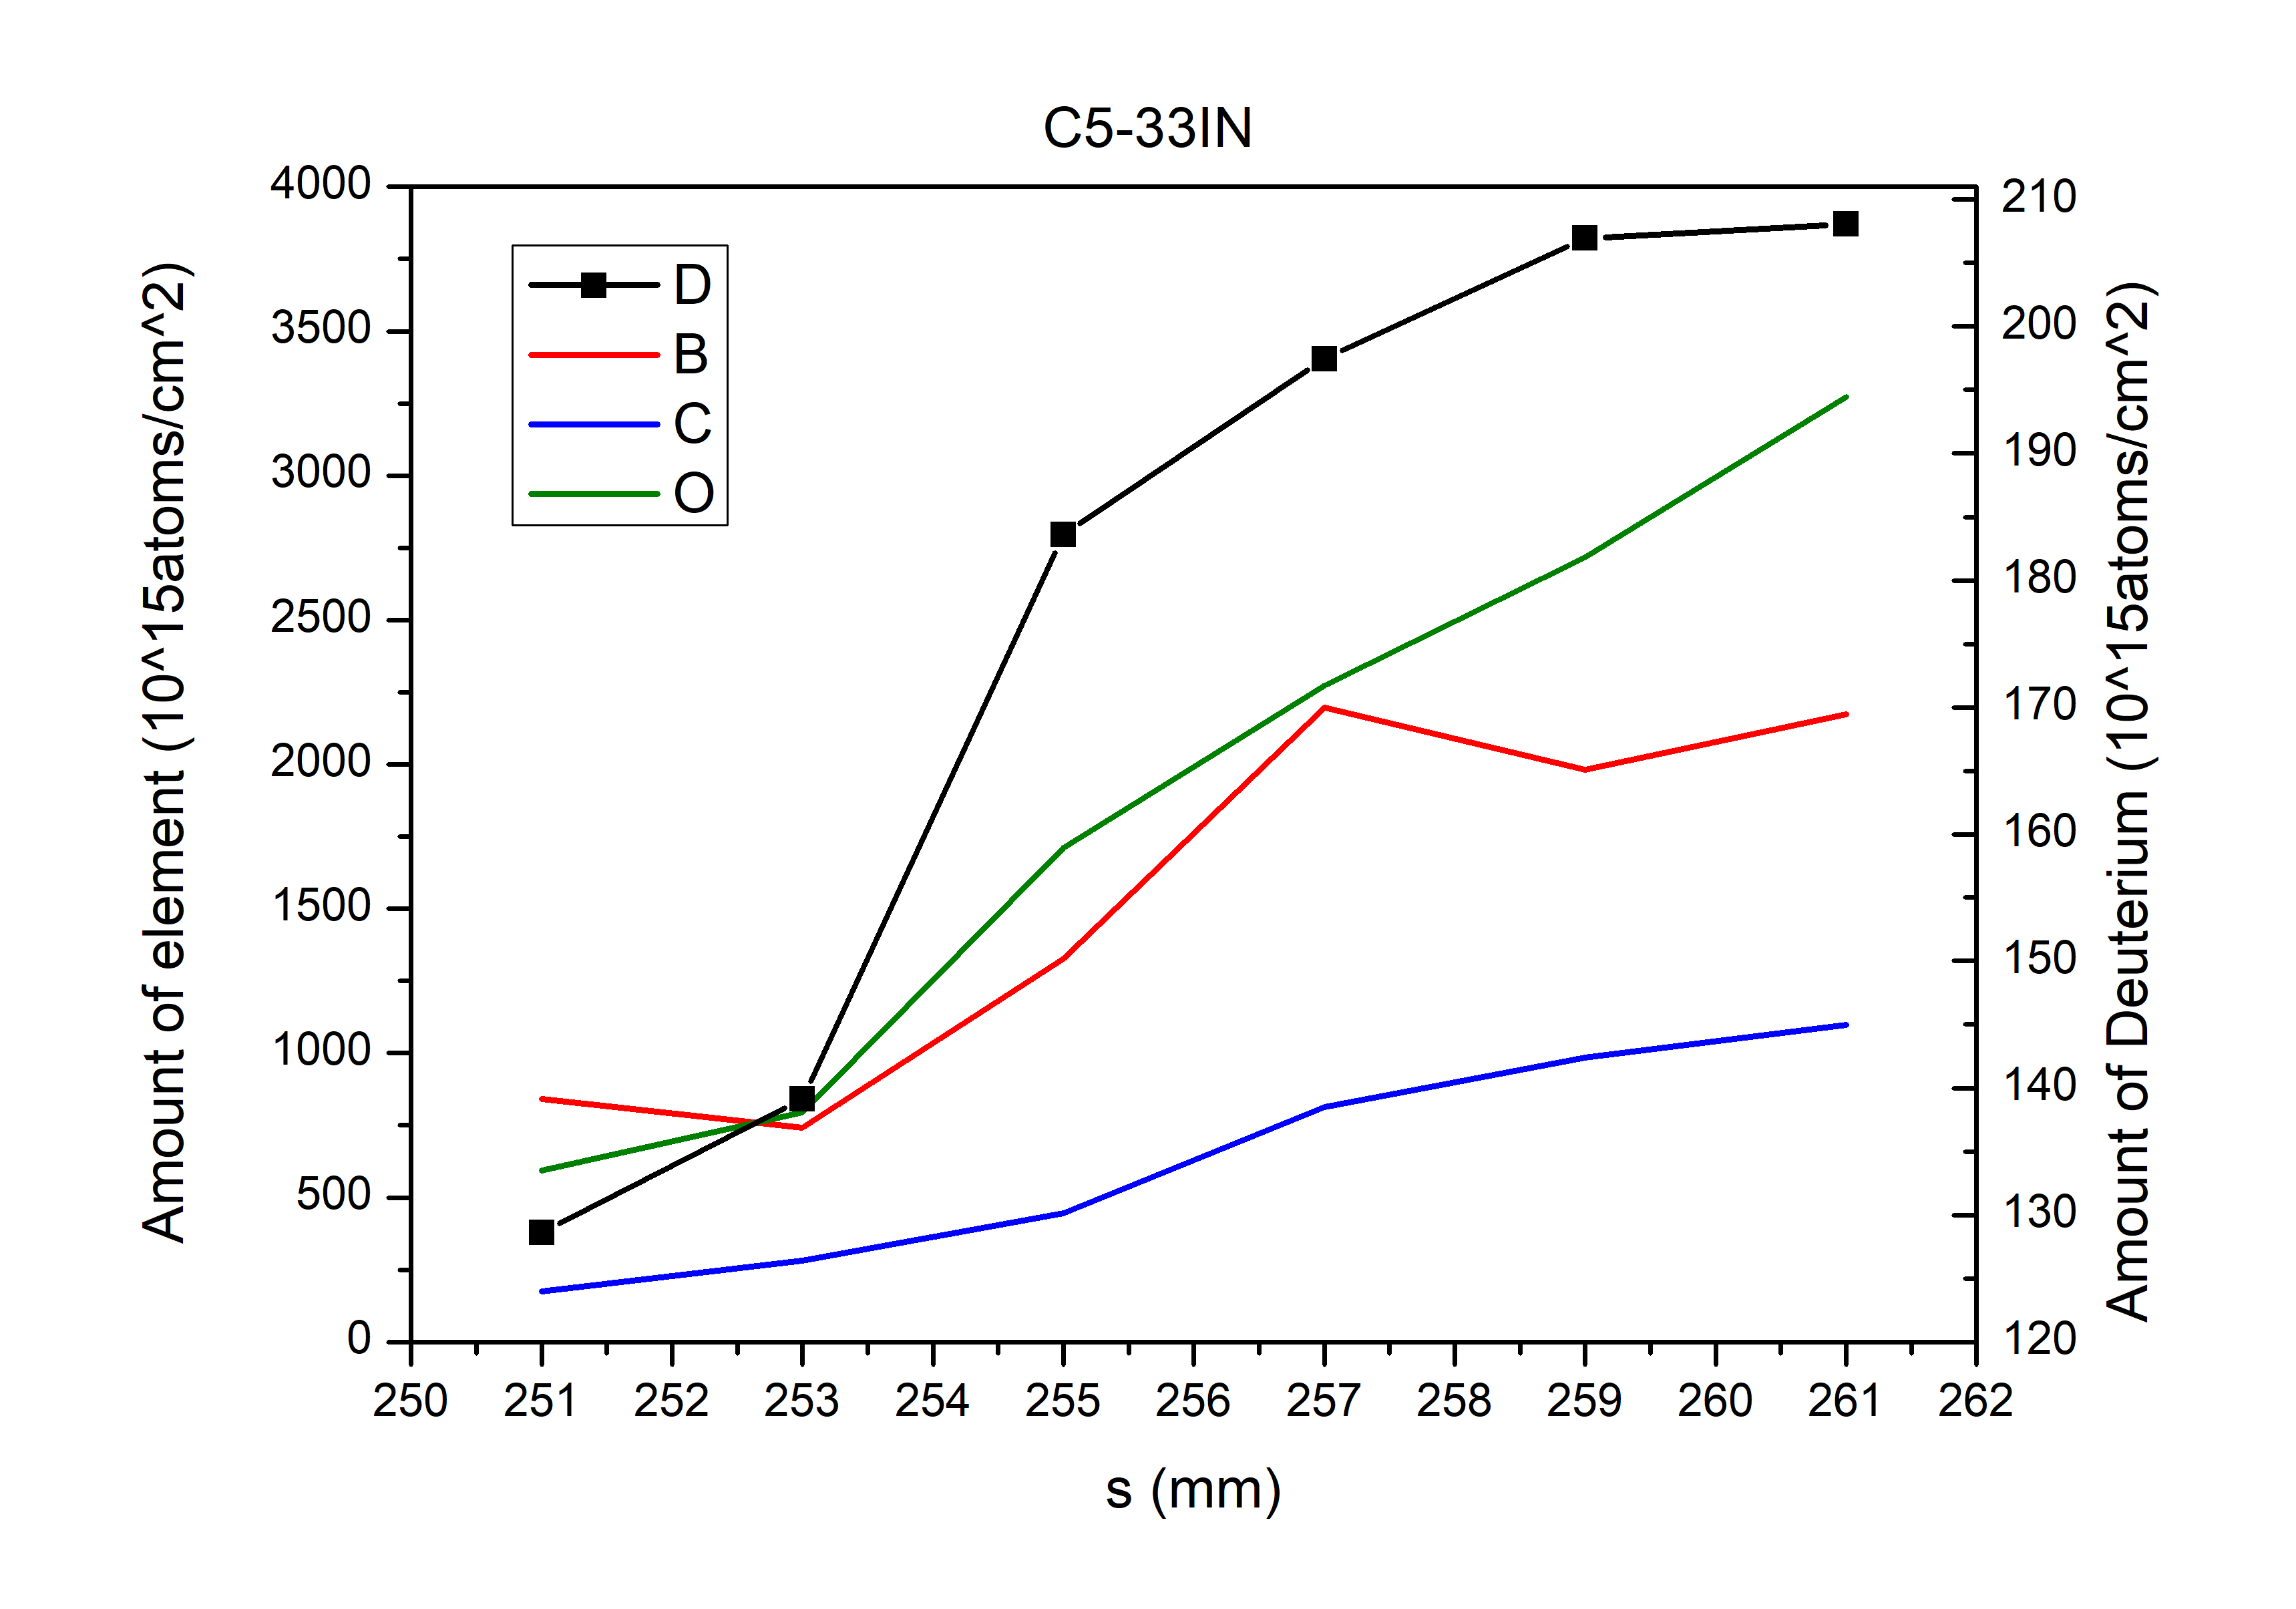 C5-33IN
4000
3500
3000
2500
2000
1500
1000
500
0
Amount of element (10^15atoms/cm^2)
D
B
C
O
210
200
190
180
170
160
150
140
130
120
Amount of Deuterium (10^15atoms/cm^2)
250 251 252 253 254 255 256 257 258 259 260 261 262
s (mm)